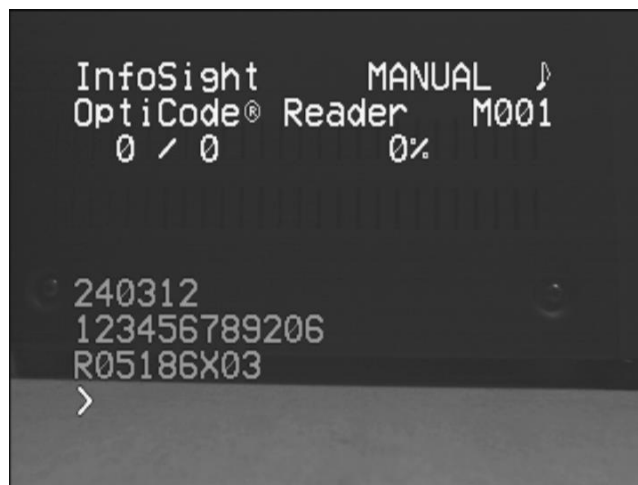 InfoSight MANUAL ♪
OptiCode® Reader M001
0 / 0 0%
240312
123456789206
R05186X03
>